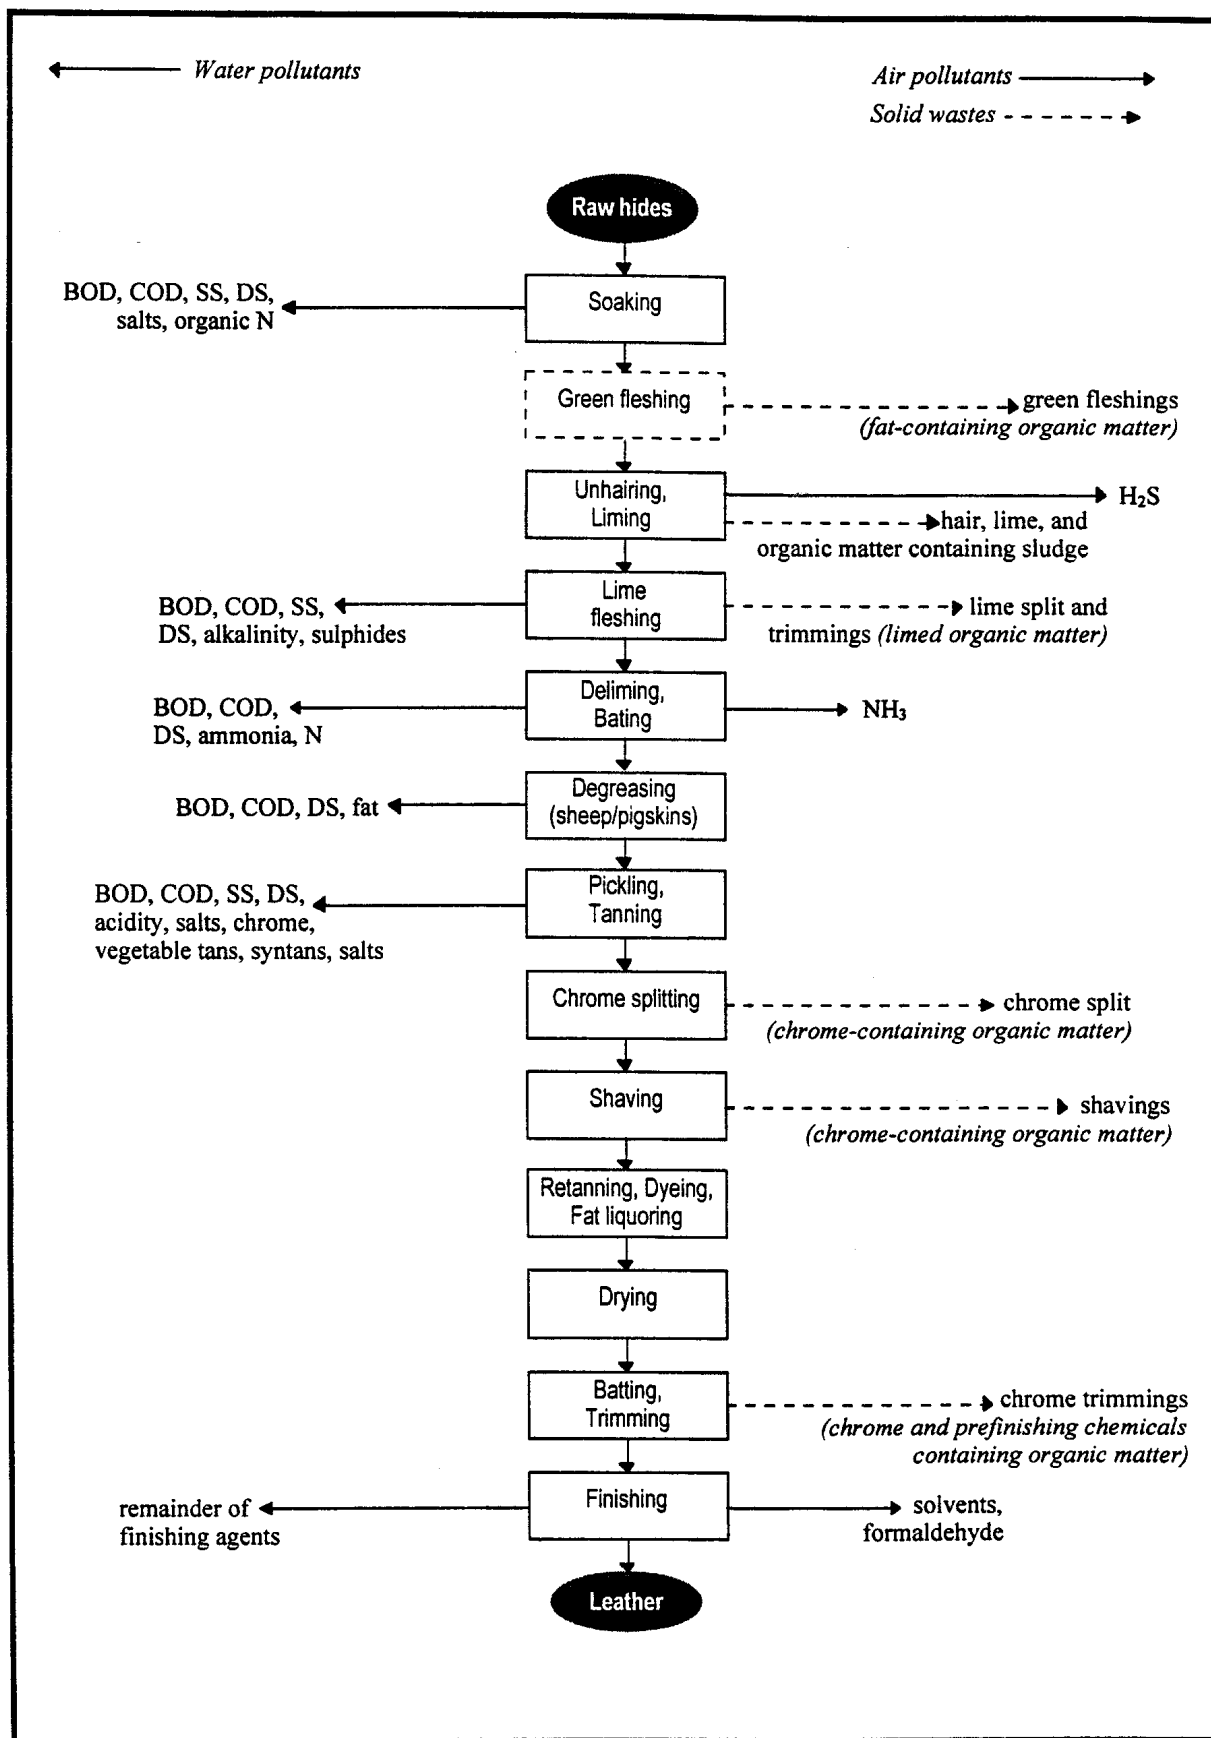 Water pollutants
Air pollutants
Solid wastes
Raw hides
Soaking
BOD, COD, SS, DS,
salts, organic N
Green fleshing
green fleshings
(fat-containing organic matter)
Unhairing,
Liming
H₂S
hair, lime, and
organic matter containing sludge
Lime
fleshing
BOD, COD, SS,
DS, alkalinity, sulphides
lime split and
trimmings (limed organic matter)
Deliming,
Bating
BOD, COD,
DS, ammonia, N
NH₃
Degreasing
(sheep/pigskins)
BOD, COD, DS, fat
Pickling,
Tanning
BOD, COD, SS, DS,
acidity, salts, chrome,
vegetable tans, syntans, salts
Chrome splitting
chrome split
(chrome-containing organic matter)
Shaving
shavings
(chrome-containing organic matter)
Retanning, Dyeing,
Fat liquoring
Drying
Batting,
Trimming
chrome trimmings
(chrome and prefinishing chemicals
containing organic matter)
Finishing
remainder of
finishing agents
solvents,
formaldehyde
Leather